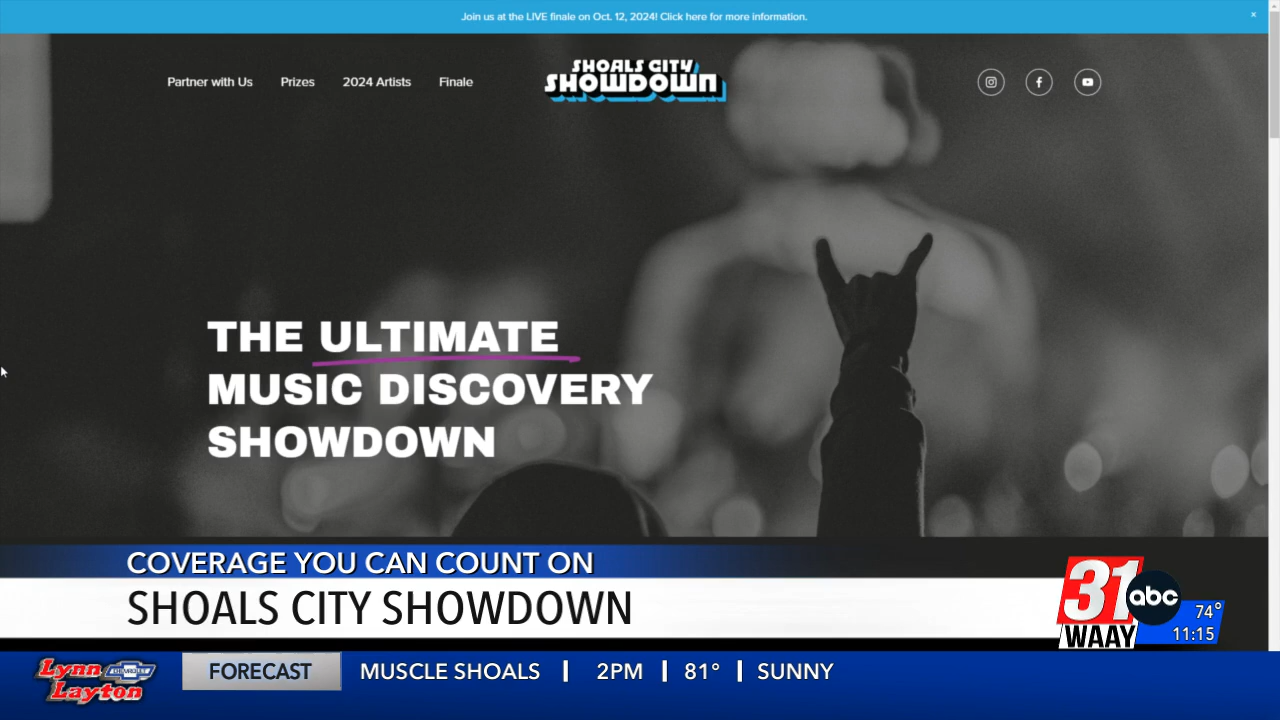 Join us at the LIVE finale on Oct. 12, 2024! Click here for more information.
×
Partner with Us Prizes 2024 Artists Finale
SHOALS CITY
SHOWDOWN
THE ULTIMATE
MUSIC DISCOVERY
SHOWDOWN
COVERAGE YOU CAN COUNT ON
SHOALS CITY SHOWDOWN
31
abc
WAAY
74°
11:15
Lynn
CHEVROLET
Layton
FORECAST MUSCLE SHOALS | 2PM | 81° | SUNNY